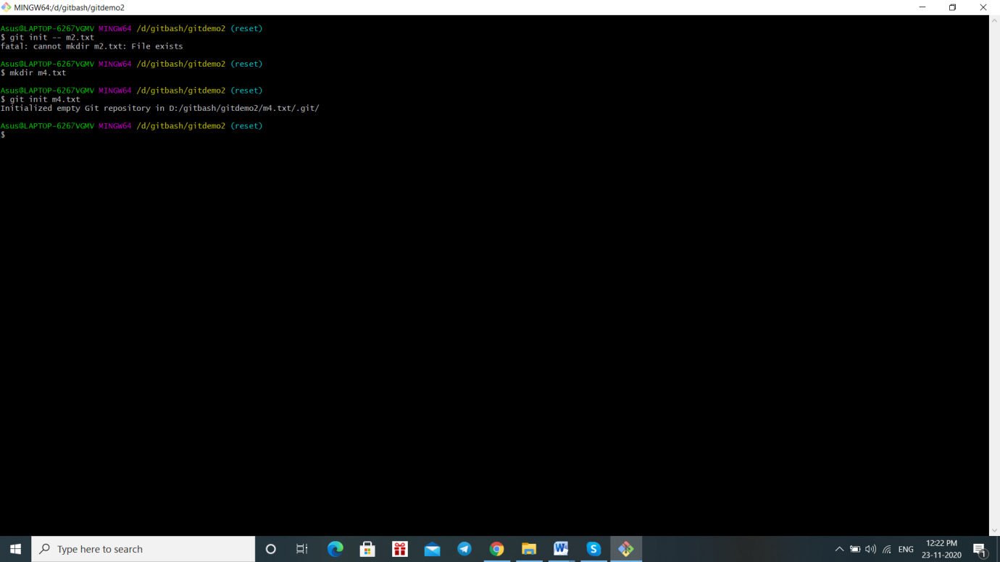 MINGW64:/d/gitbash/gitdemo2
Asus@LAPTOP-6267VGMV MINGW64 /d/gitbash/gitdemo2 (reset)
$ git init -- m2.txt
fatal: cannot mkdir m2.txt: File exists
Asus@LAPTOP-6267VGMV MINGW64 /d/gitbash/gitdemo2 (reset)
$ mkdir m4.txt
Asus@LAPTOP-6267VGMV MINGW64 /d/gitbash/gitdemo2 (reset)
$ git init m4.txt
Initialized empty Git repository in D:/gitbash/gitdemo2/m4.txt/.git/
Asus@LAPTOP-6267VGMV MINGW64 /d/gitbash/gitdemo2 (reset)
$
Type here to search
ENG
12:22 PM
23-11-2020
1